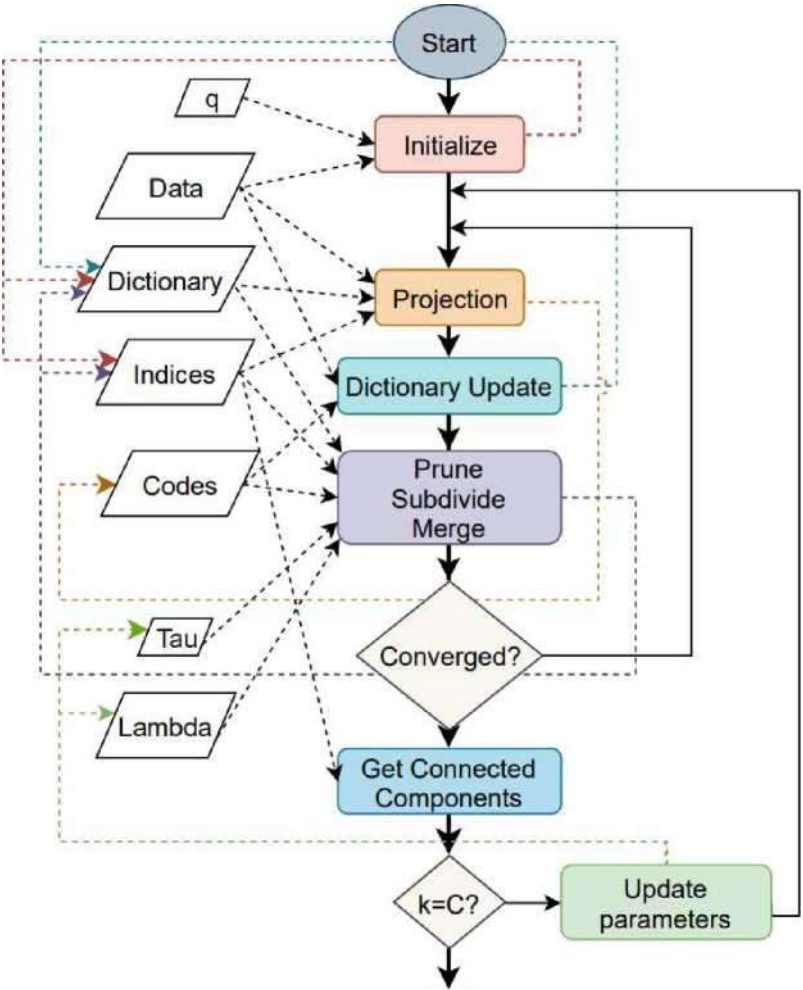 Start
q
Initialize
Data
Dictionary
Projection
Indices
Dictionary Update
Codes
Prune
Subdivide
Merge
Tau
Converged?
Lambda
Get Connected
Components
k=C?
Update
parameters